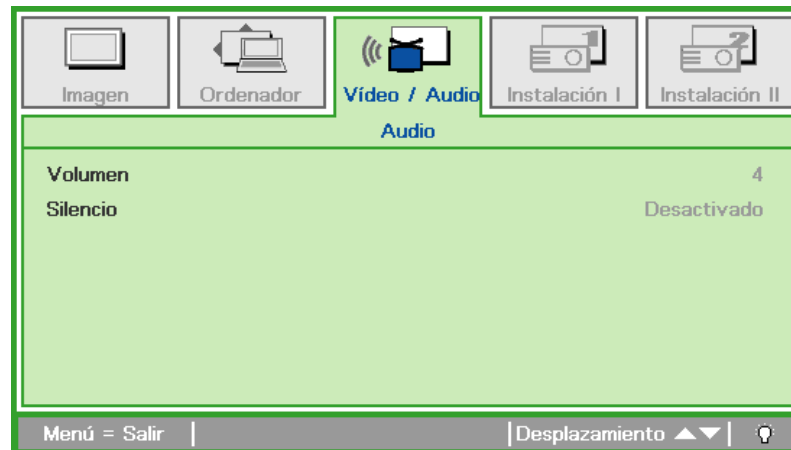 Imagen
Ordenador
Vídeo / Audio
Instalación I
Instalación II
Audio
Volumen 4
Silencio Desactivado
Menú = Salir Desplazamiento ▲▼